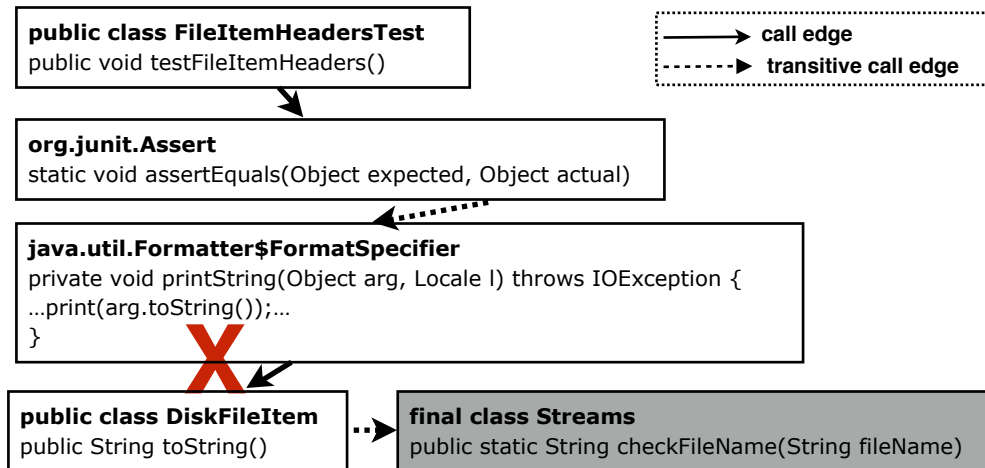 public class FileItemHeadersTest
public void testFileItemHeaders()
call edge
transitive call edge
org.junit.Assert
static void assertEquals(Object expected, Object actual)
java.util.Formatter$FormatSpecifier
private void printString(Object arg, Locale l) throws IOException {
…print(arg.toString());…
}
X
public class DiskFileItem
public String toString()
final class Streams
public static String checkFileName(String fileName)